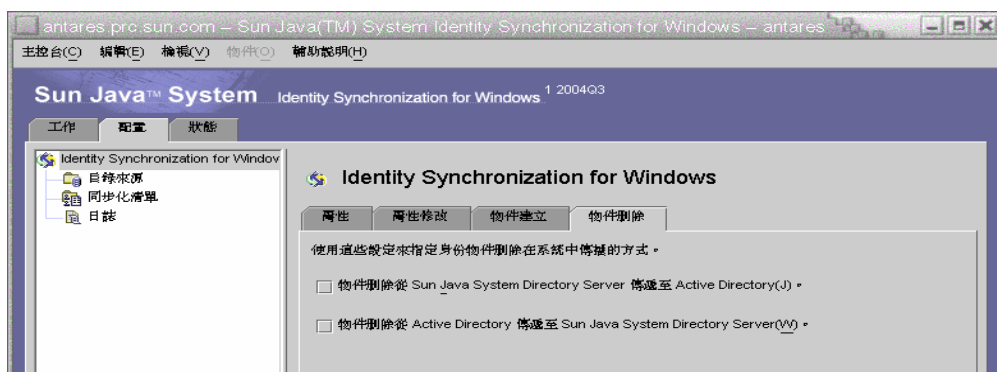 antares.prc.sun.com – Sun Java(TM) System Identity Synchronization for Windows – antares
主控台(C) 編輯(E) 檢視(V) 物件(O) 輔助說明(H)
Sun Java™ System Identity Synchronization for Windows 1 2004Q3
工作 配置 狀態
Identity Synchronization for Window
目錄來源
同步化清單
日誌
Identity Synchronization for Windows
屬性 屬性修改 物件建立 物件刪除
使用這些設定來指定身份物件刪除在系統中傳播的方式。
物件刪除從 Sun Java System Directory Server 傳遞至 Active Directory(J)。
物件刪除從 Active Directory 傳遞至 Sun Java System Directory Server(W)。